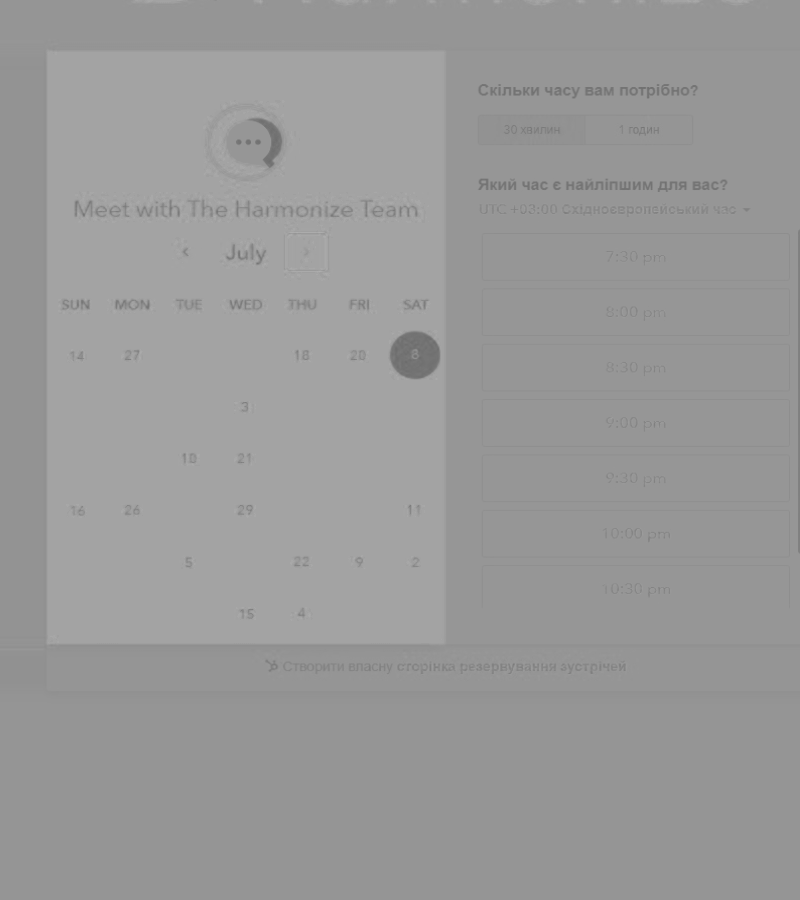 Meet with The Harmonize Team
July
SUN MON TUE WED THU FRI SAT
14 27 18 20 8
3
18 21
16 26 29 11
5 22 9 2
15 4
Скільки часу вам потрібно?
30 хвилин 1 годин
Який час є найліпшим для вас?
UTC +03:00 Східноєвропейський час
7:30 pm
8:00 pm
8:30 pm
9:00 pm
9:30 pm
10:00 pm
10:30 pm
Створити власну сторінка резервування зустрічей